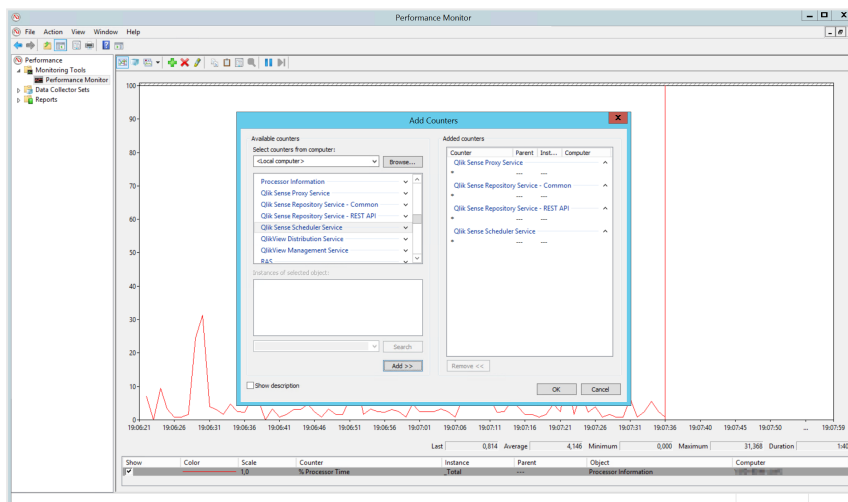 Performance Monitor
File Action View Window Help
Performance
Monitoring Tools
Performance Monitor
Data Collector Sets
Reports
100
90
80
70
60
50
40
30
20
10
0
Add Counters
X
Available counters
Select counters from computer:
<Local computer>
Browse...
Processor Information
Qlik Sense Proxy Service
Qlik Sense Repository Service - Common
Qlik Sense Repository Service - REST API
Qlik Sense Scheduler Service
QlikView Distribution Service
QlikView Management Service
RAS
Instances of selected object:
Search
Add >>
Show description
Added counters
Counter Parent Inst... Computer
Qlik Sense Proxy Service
* --- ---
Qlik Sense Repository Service - Common
* --- ---
Qlik Sense Repository Service - REST API
* --- ---
Qlik Sense Scheduler Service
* --- ---
Remove <<
OK Cancel
19:06:21 19:06:26 19:06:31 19:06:36 19:06:41 19:06:46 19:06:51 19:06:56 19:07:01 19:07:06 19:07:11 19:07:16 19:07:21 19:07:26 19:07:31 19:07:36 19:07:40 19:07:45 19:07:50 ... 19:07:59
Last 0,814 Average 4,146 Minimum 0,000 Maximum 31,368 Duration 1:40
Show Color Scale Counter Instance Parent Object Computer
1,0 % Processor Time _Total --- Processor Information